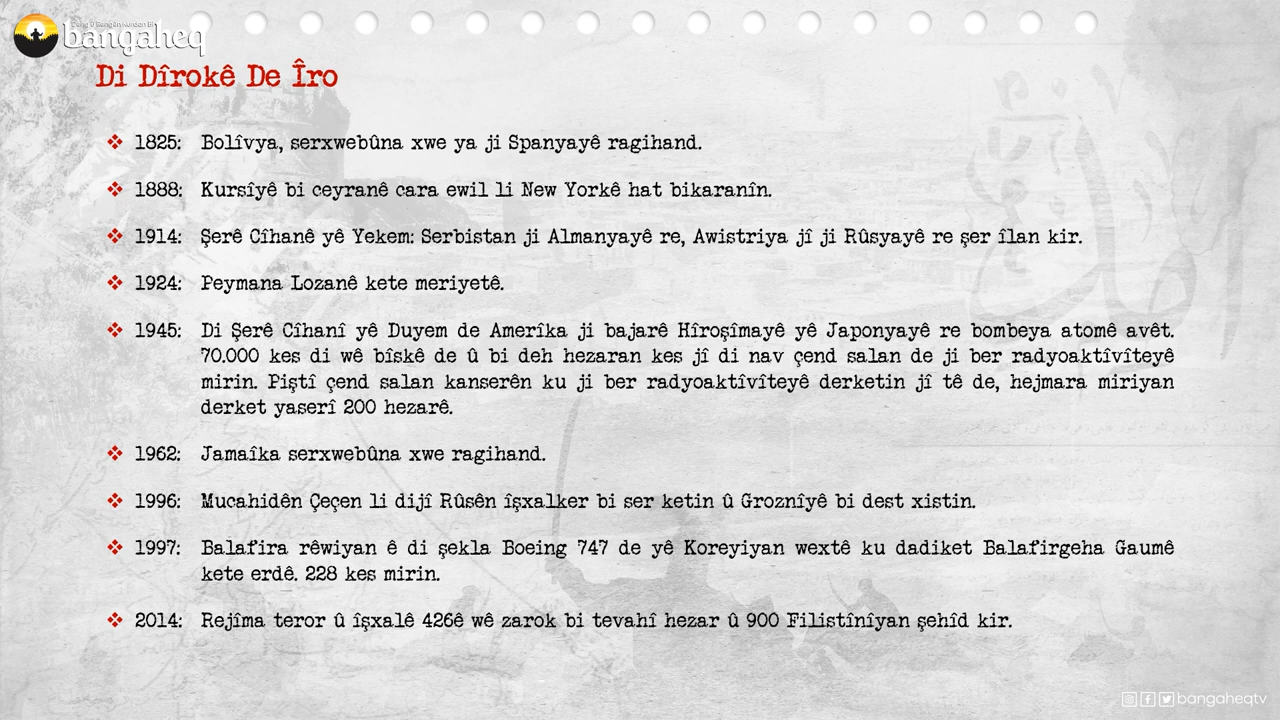 bangaheq
Di Dîrokê De Îro
❖ 1825: Bolîvya, serxwebûna xwe ya ji Spanyayê ragihand.
❖ 1888: Kursîyê bi ceyranê cara ewil li New Yorkê hat bikaranîn.
❖ 1914: Şerê Cîhanê yê Yekem: Serbistan ji Almanyayê re, Awistriya jî ji Rûsyayê re şer îlan kir.
❖ 1924: Peymana Lozanê kete meriyetê.
❖ 1945: Di Şerê Cîhanî yê Duyem de Amerîka ji bajarê Hîroşîmayê yê Japonyayê re bombeya atomê avêt.
70.000 kes di wê bîskê de û bi deh hezaran kes jî di nav çend salan de ji ber radyoaktîvîteyê
mirin. Piştî çend salan kanserên ku ji ber radyoaktîvîteyê derketin jî tê de, hejmara miriyan
derket yaserî 200 hezarê.
❖ 1962: Jamaîka serxwebûna xwe ragihand.
❖ 1996: Mucahidên Çeçen li dijî Rûsên îşxalker bi ser ketin û Groznîyê bi dest xistin.
❖ 1997: Balafira rêwiyan ê di şekla Boeing 747 de yê Koreyiyan wextê ku dadiket Balafirgeha Gaumê
kete erdê. 228 kes mirin.
❖ 2014: Rejîma teror û îşxalê 426ê wê zarok bi tevahî hezar û 900 Filistînîyan şehîd kir.
bangaheqtv